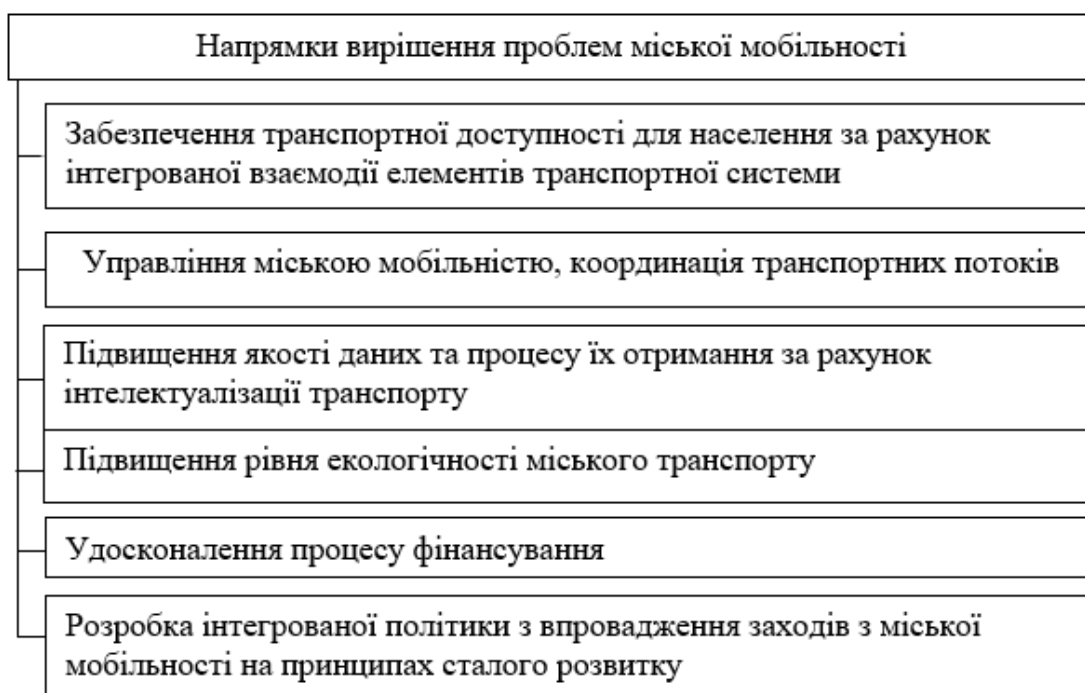 Напрямки вирішення проблем міської мобільності
Забезпечення транспортної доступності для населення за рахунок
інтегрованої взаємодії елементів транспортної системи
Управління міською мобільністю, координація транспортних потоків
Підвищення якості даних та процесу їх отримання за рахунок
інтелектуалізації транспорту
Підвищення рівня екологічності міського транспорту
Удосконалення процесу фінансування
Розробка інтегрованої політики з впровадження заходів з міської
мобільності на принципах сталого розвитку